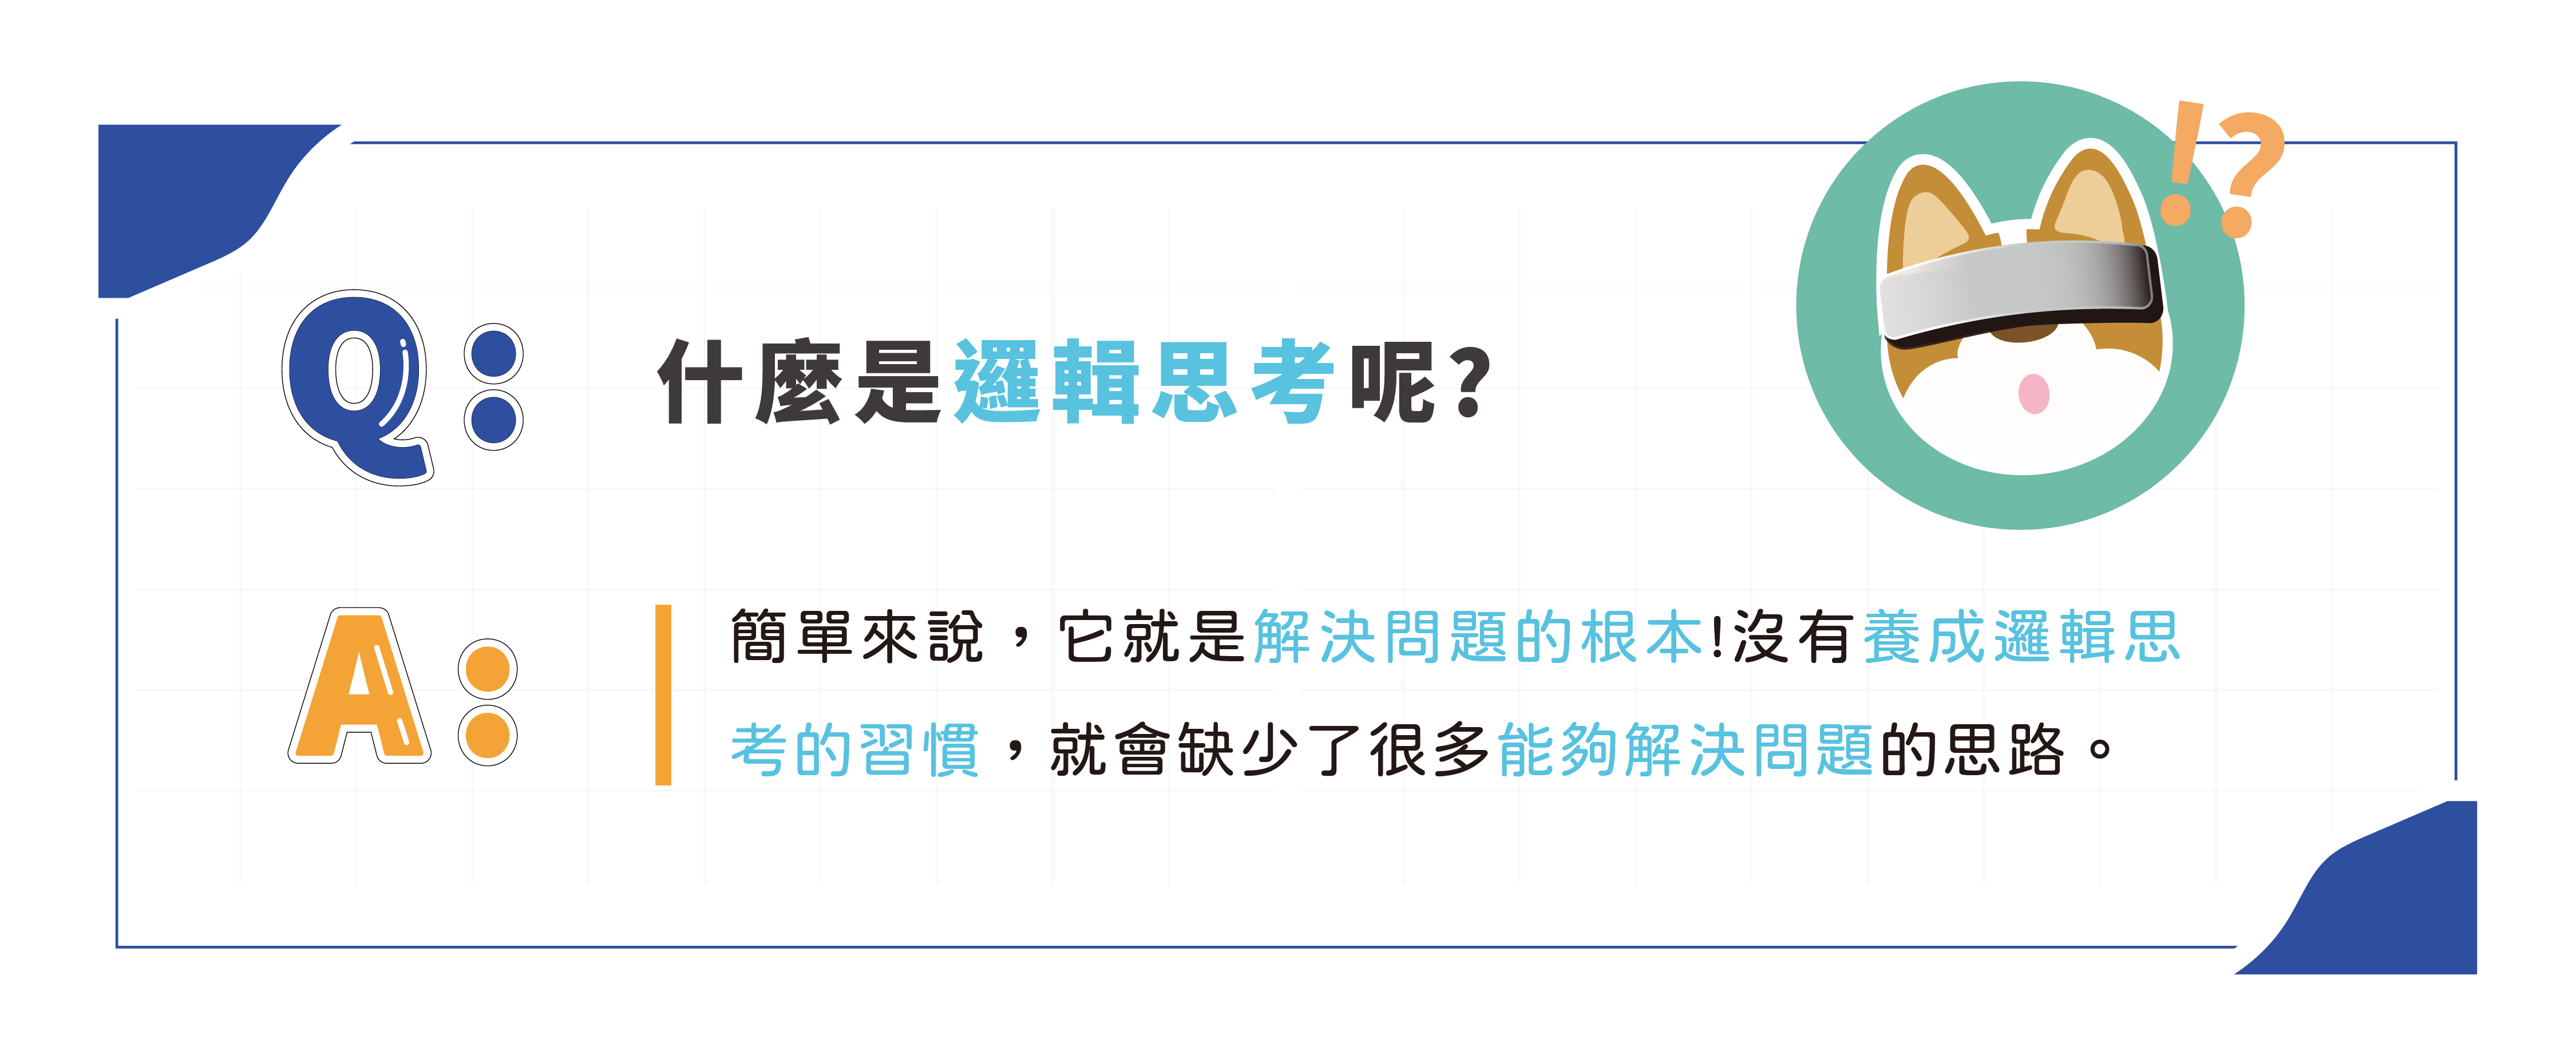 Q：什麼是邏輯思考呢?
!?
A：簡單來說，它就是解決問題的根本!沒有養成邏輯思
考的習慣，就會缺少了很多能夠解決問題的思路。